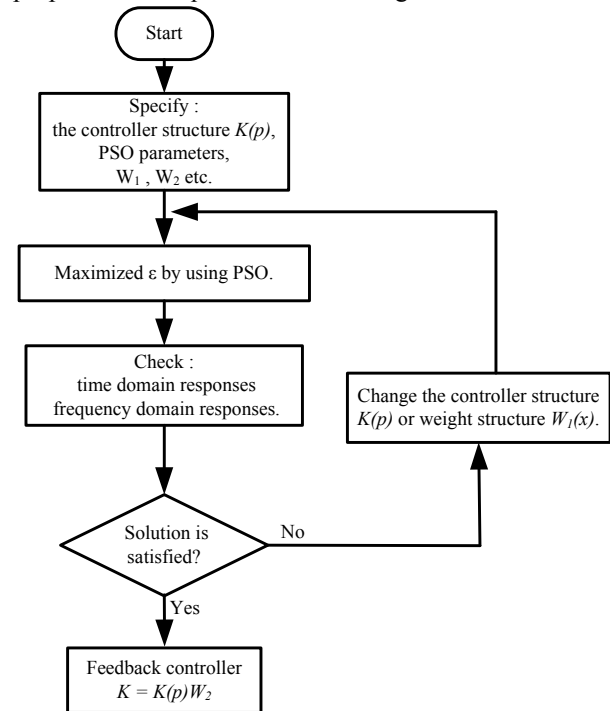 Start
Specify :
the controller structure K(p),
PSO parameters,
W₁ , W₂ etc.
Maximized ε by using PSO.
Check :
time domain responses
frequency domain responses.
Change the controller structure
K(p) or weight structure W₁(x).
Solution is
satisfied?
No
Yes
Feedback controller
K = K(p)W₂